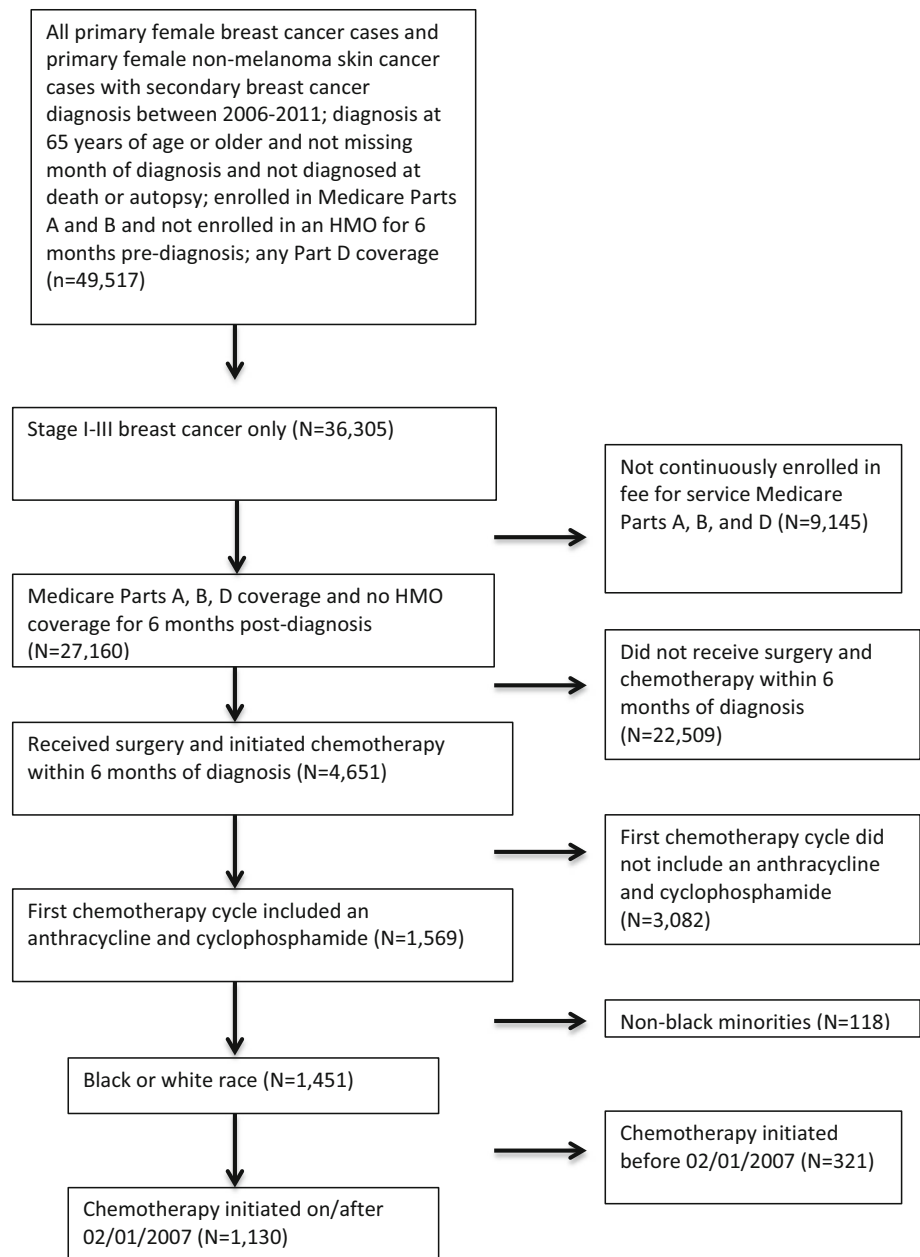 All primary female breast cancer cases and
primary female non-melanoma skin cancer
cases with secondary breast cancer
diagnosis between 2006-2011; diagnosis at
65 years of age or older and not missing
month of diagnosis and not diagnosed at
death or autopsy; enrolled in Medicare Parts
A and B and not enrolled in an HMO for 6
months pre-diagnosis; any Part D coverage
(n=49,517)
Stage I-III breast cancer only (N=36,305)
Not continuously enrolled in
fee for service Medicare
Parts A, B, and D (N=9,145)
Medicare Parts A, B, D coverage and no HMO
coverage for 6 months post-diagnosis
(N=27,160)
Did not receive surgery and
chemotherapy within 6
months of diagnosis
(N=22,509)
Received surgery and initiated chemotherapy
within 6 months of diagnosis (N=4,651)
First chemotherapy cycle did
not include an anthracycline
and cyclophosphamide
(N=3,082)
First chemotherapy cycle included an
anthracycline and cyclophosphamide (N=1,569)
Non-black minorities (N=118)
Black or white race (N=1,451)
Chemotherapy initiated
before 02/01/2007 (N=321)
Chemotherapy initiated on/after
02/01/2007 (N=1,130)